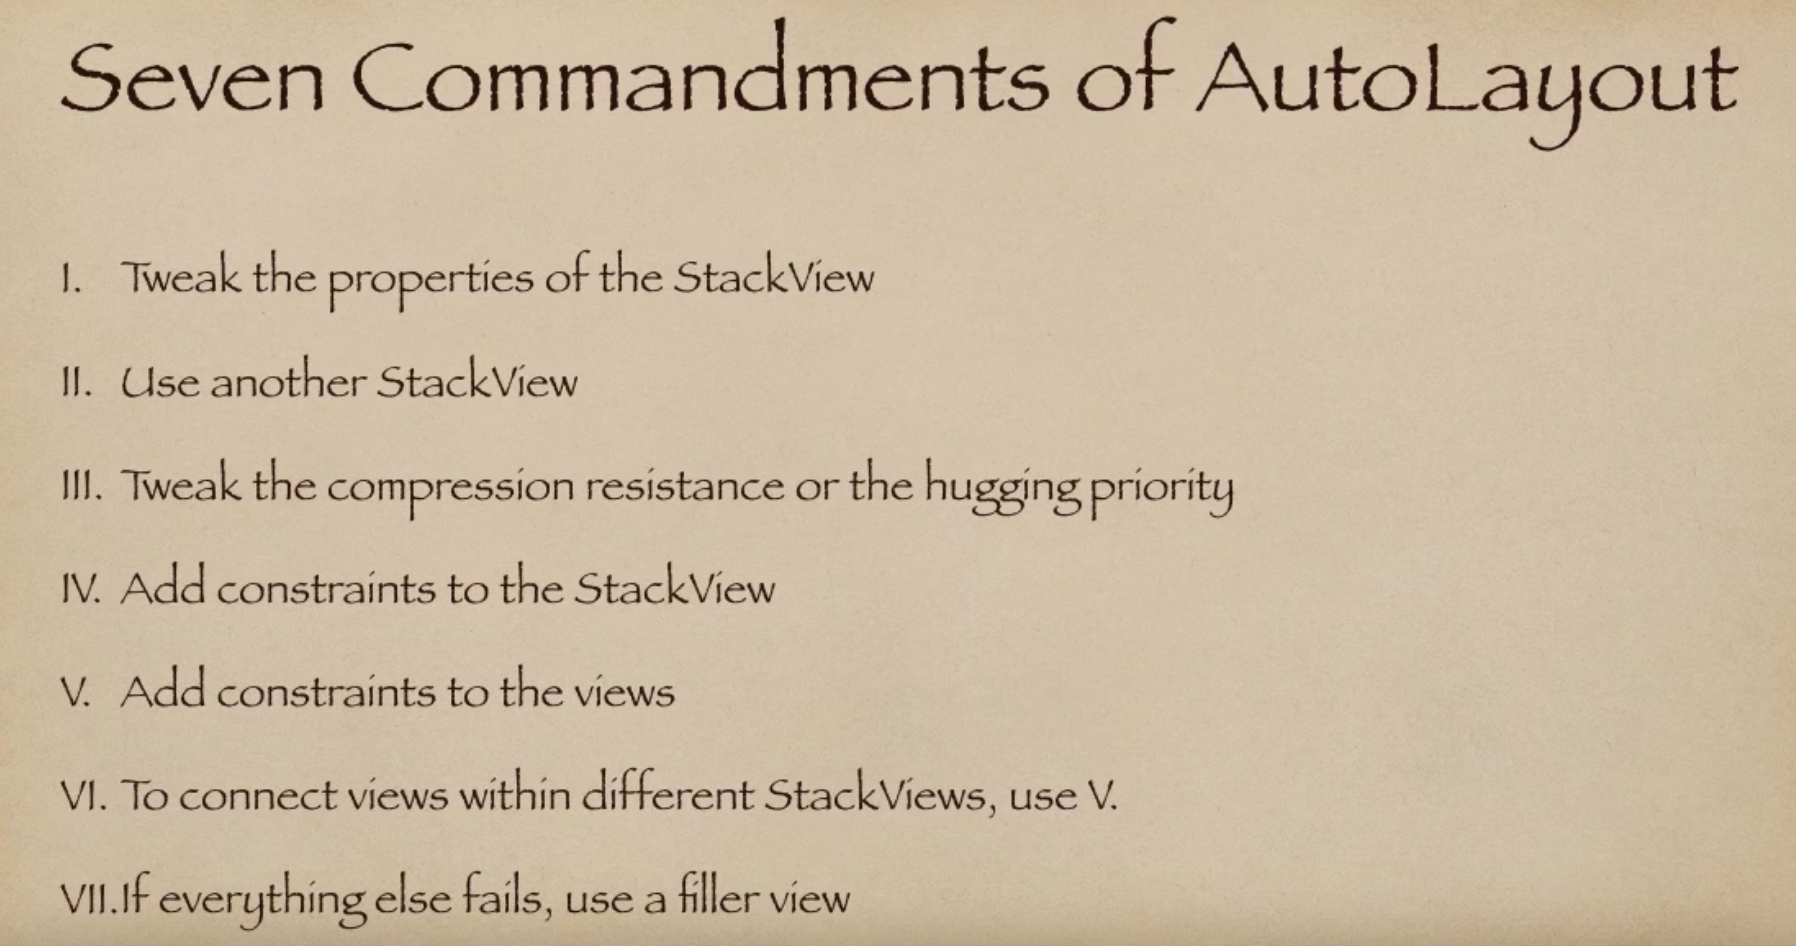 Seven Commandments of AutoLayout
I. Tweak the properties of the StackView
II. Use another StackView
III. Tweak the compression resistance or the hugging priority
IV. Add constraints to the StackView
V. Add constraints to the views
VI. To connect views within different StackViews, use V.
VII. If everything else fails, use a filler view